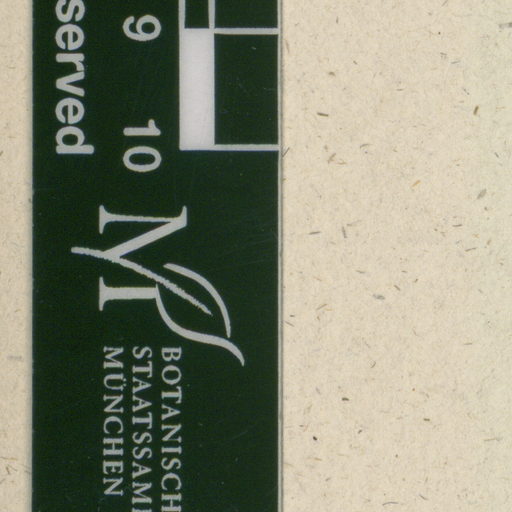 served
9 10
M
BOTANISCH
STAATSSAM
MÜNCHEN